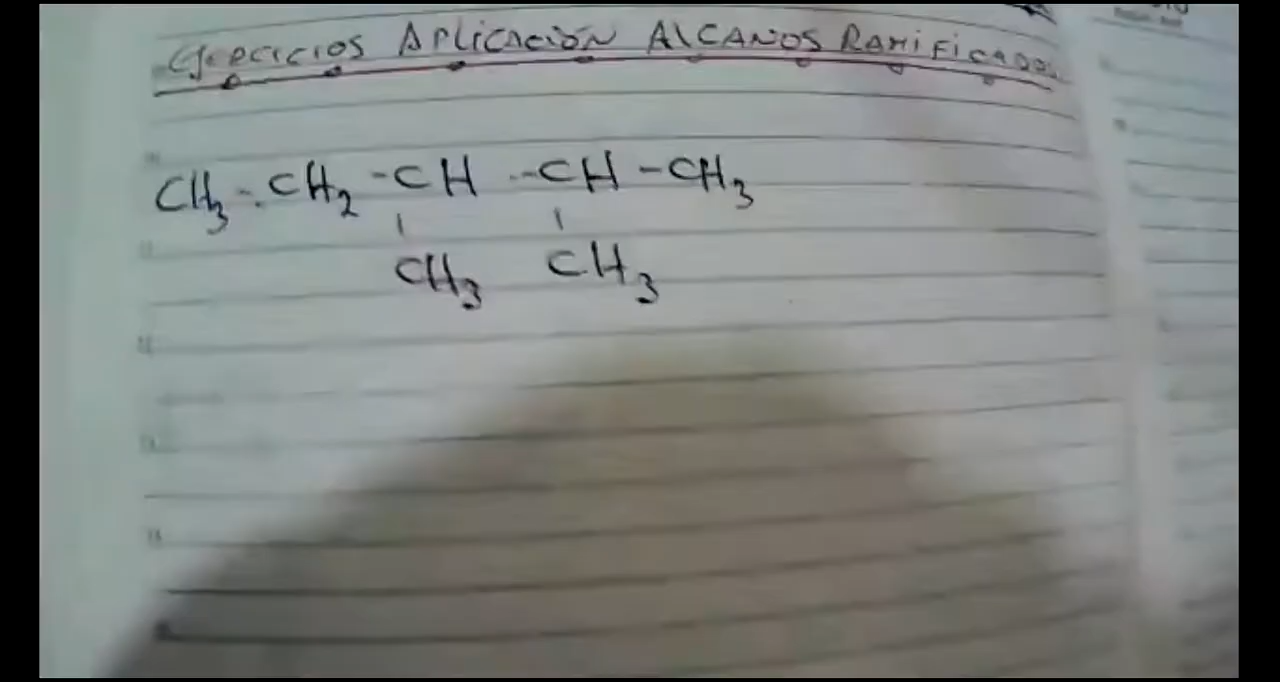 Ejercicios Aplicación Alcanos Ramificados
CH3 - CH2 - CH - CH - CH3
CH3 CH3